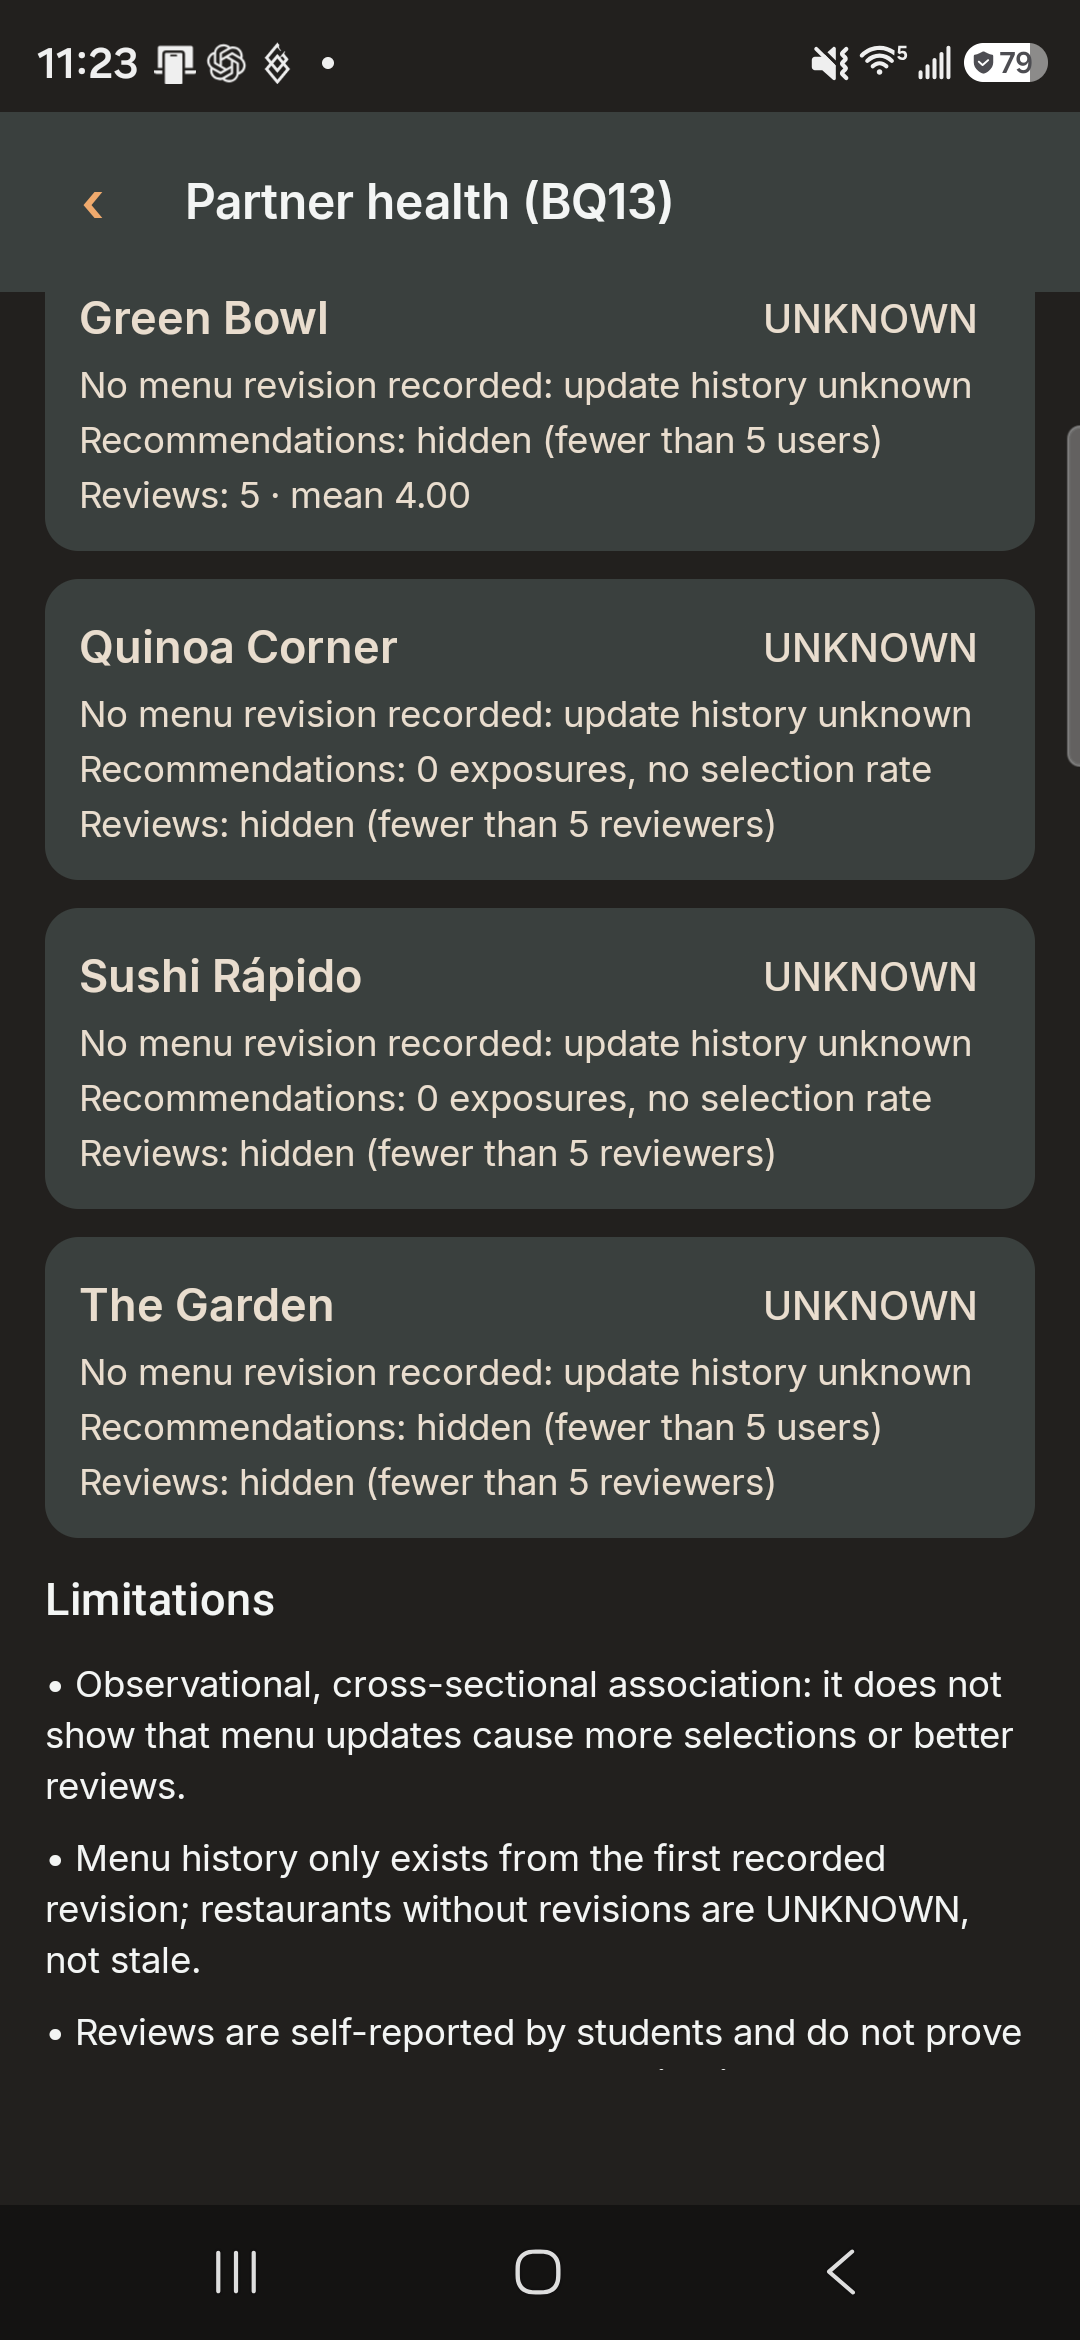 11:23
5
79
‹ Partner health (BQ13)
Green Bowl UNKNOWN
No menu revision recorded: update history unknown
Recommendations: hidden (fewer than 5 users)
Reviews: 5 · mean 4.00
Quinoa Corner UNKNOWN
No menu revision recorded: update history unknown
Recommendations: 0 exposures, no selection rate
Reviews: hidden (fewer than 5 reviewers)
Sushi Rápido UNKNOWN
No menu revision recorded: update history unknown
Recommendations: 0 exposures, no selection rate
Reviews: hidden (fewer than 5 reviewers)
The Garden UNKNOWN
No menu revision recorded: update history unknown
Recommendations: hidden (fewer than 5 users)
Reviews: hidden (fewer than 5 reviewers)
Limitations
• Observational, cross-sectional association: it does not
show that menu updates cause more selections or better
reviews.
• Menu history only exists from the first recorded
revision; restaurants without revisions are UNKNOWN,
not stale.
• Reviews are self-reported by students and do not prove